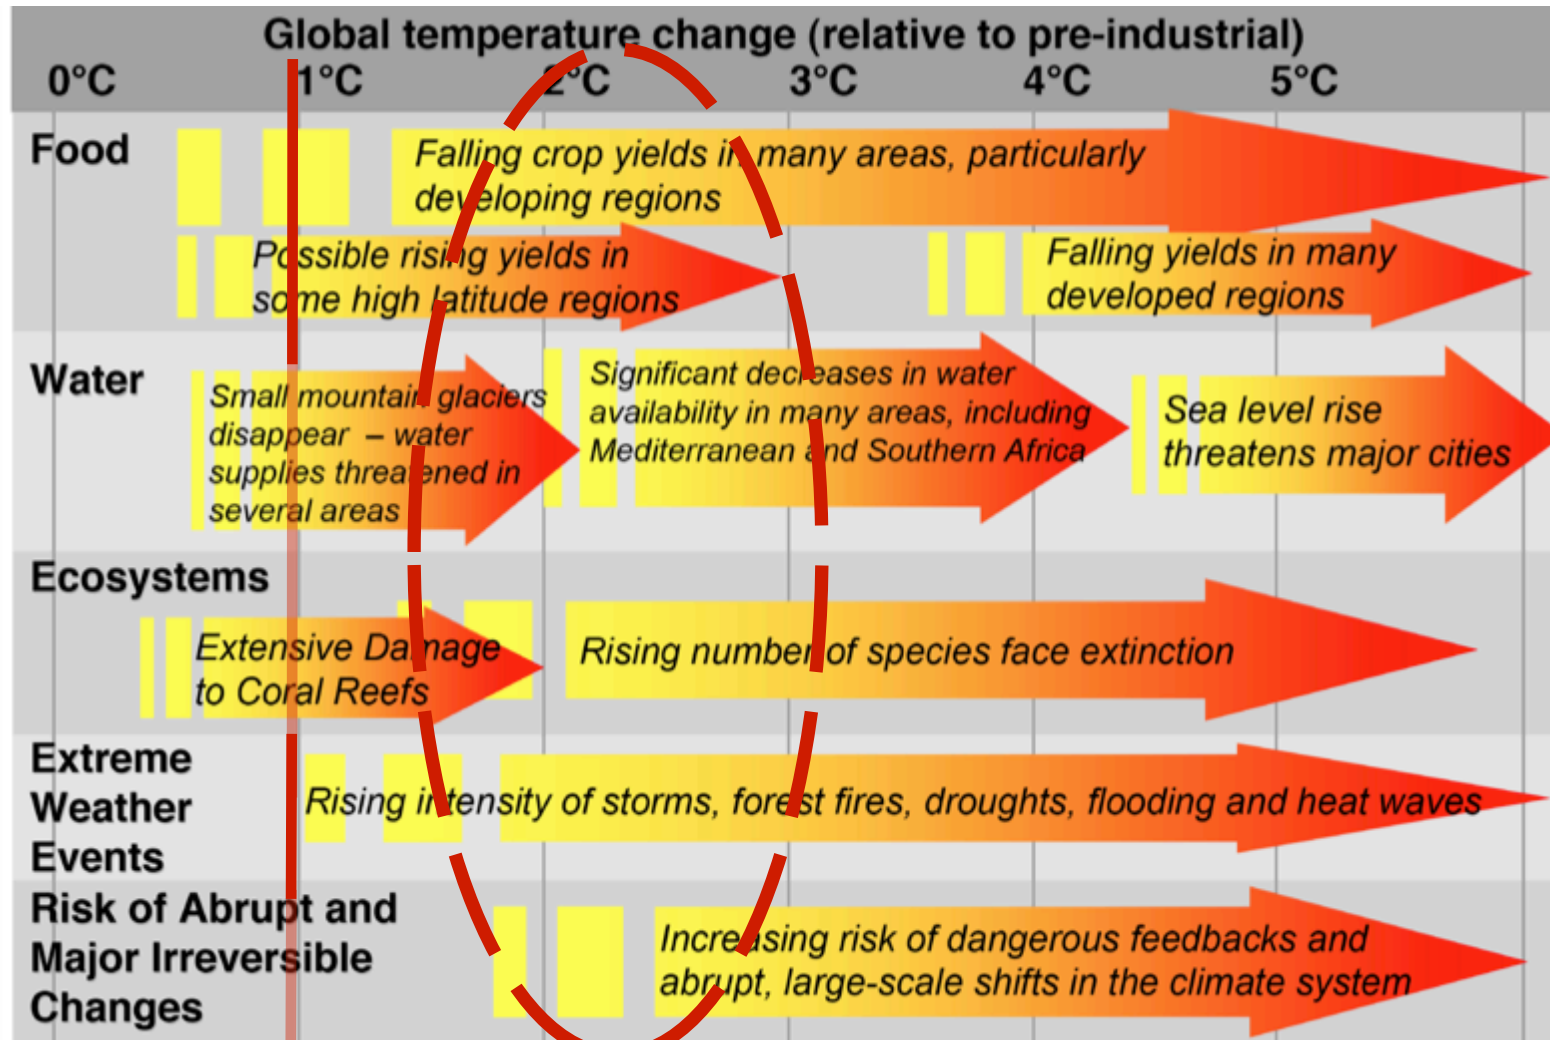 Global temperature change (relative to pre-industrial)
0°C 1°C 2°C 3°C 4°C 5°C
Food
Falling crop yields in many areas, particularly
developing regions
Possible rising yields in
some high latitude regions
Falling yields in many
developed regions
Water
Small mountain glaciers
disappear – water
supplies threatened in
several areas
Significant decreases in water
availability in many areas, including
Mediterranean and Southern Africa
Sea level rise
threatens major cities
Ecosystems
Extensive Damage
to Coral Reefs
Rising number of species face extinction
Extreme
Weather
Events
Rising intensity of storms, forest fires, droughts, flooding and heat waves
Risk of Abrupt and
Major Irreversible
Changes
Increasing risk of dangerous feedbacks and
abrupt, large-scale shifts in the climate system